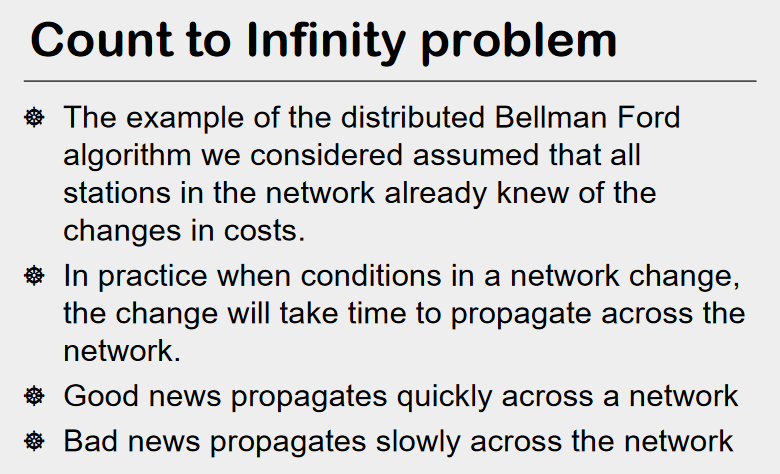 Count to Infinity problem
The example of the distributed Bellman Ford
algorithm we considered assumed that all
stations in the network already knew of the
changes in costs.
In practice when conditions in a network change,
the change will take time to propagate across the
network.
Good news propagates quickly across a network
Bad news propagates slowly across the network